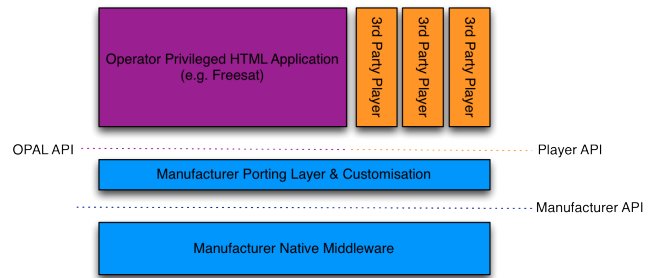 Operator Privileged HTML Application
(e.g. Freesat)
3rd Party Player
3rd Party Player
3rd Party Player
OPAL API
Player API
Manufacturer Porting Layer & Customisation
Manufacturer API
Manufacturer Native Middleware